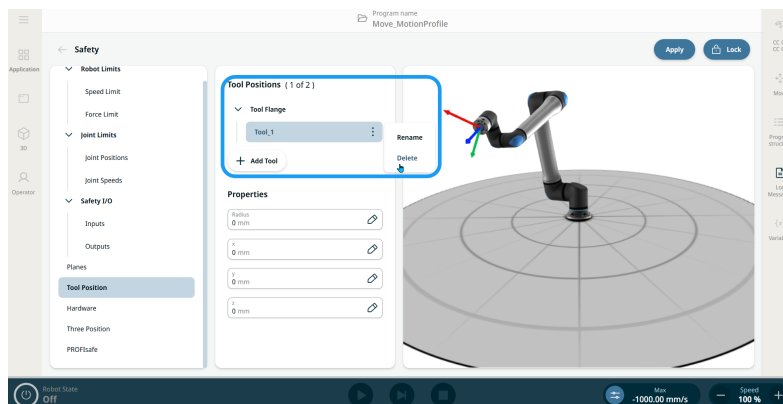 Program name
Move_MotionProfile
Safety
Apply
Lock
Application
3D
Operator
Robot Limits
Speed Limit
Force Limit
Joint Limits
Joint Positions
Joint Speeds
Safety I/O
Inputs
Outputs
Planes
Tool Position
Hardware
Three Position
PROFIsafe
Tool Positions ( 1 of 2 )
Tool Flange
Tool_1
Add Tool
Rename
Delete
Properties
Radius
0 mm
x
0 mm
y
0 mm
z
0 mm
Robot State
Off
Max
-1000.00 mm/s
Speed
100 %